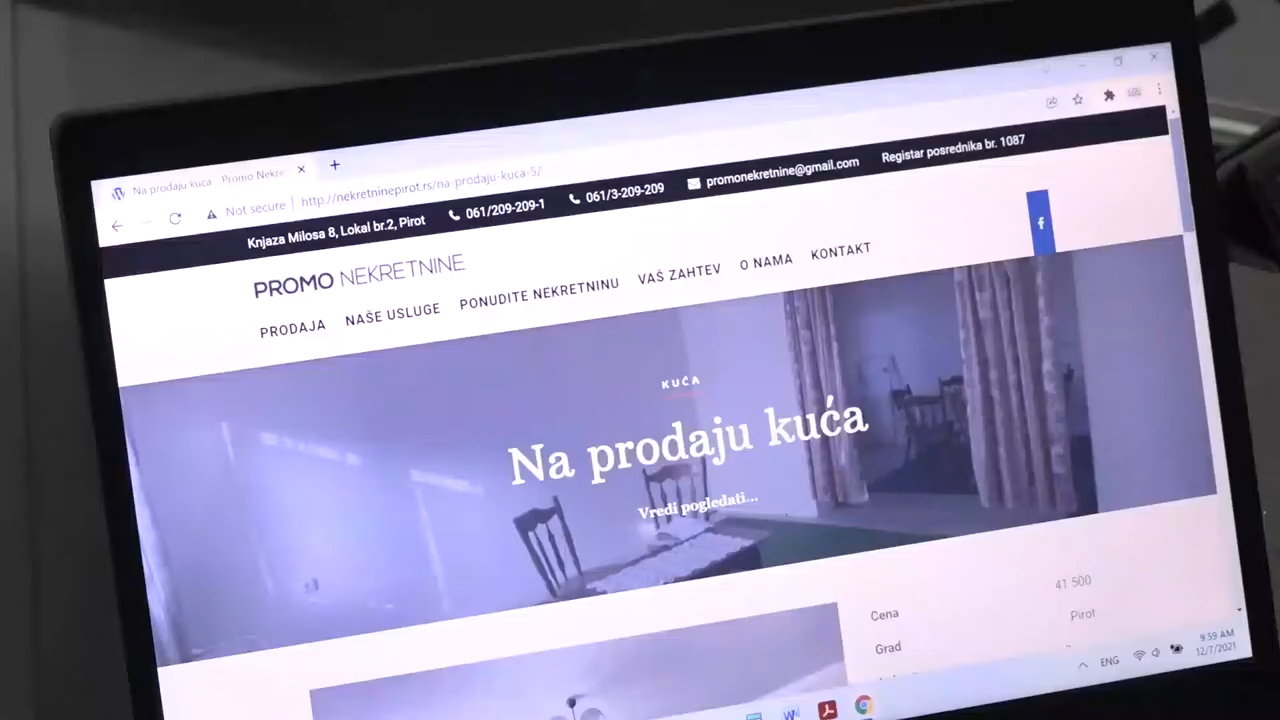 Na prodaju kuća - Promo Nekre
Not secure | http://nekretninepirot.rs/na-prodaju-kuca-5/
Knjaza Milosa 8, Lokal br.2, Pirot 061/209-209-1 061/3-209-209 promonekretnine@gmail.com Registar posrednika br. 1087
PROMO NEKRETNINE
f
PRODAJA NAŠE USLUGE PONUDITE NEKRETNINU VAŠ ZAHTEV O NAMA KONTAKT
KUĆA
Na prodaju kuća
Vredi pogledati...
Cena 41 500
Grad Pirot
ENG
9:59 AM
12/7/2021